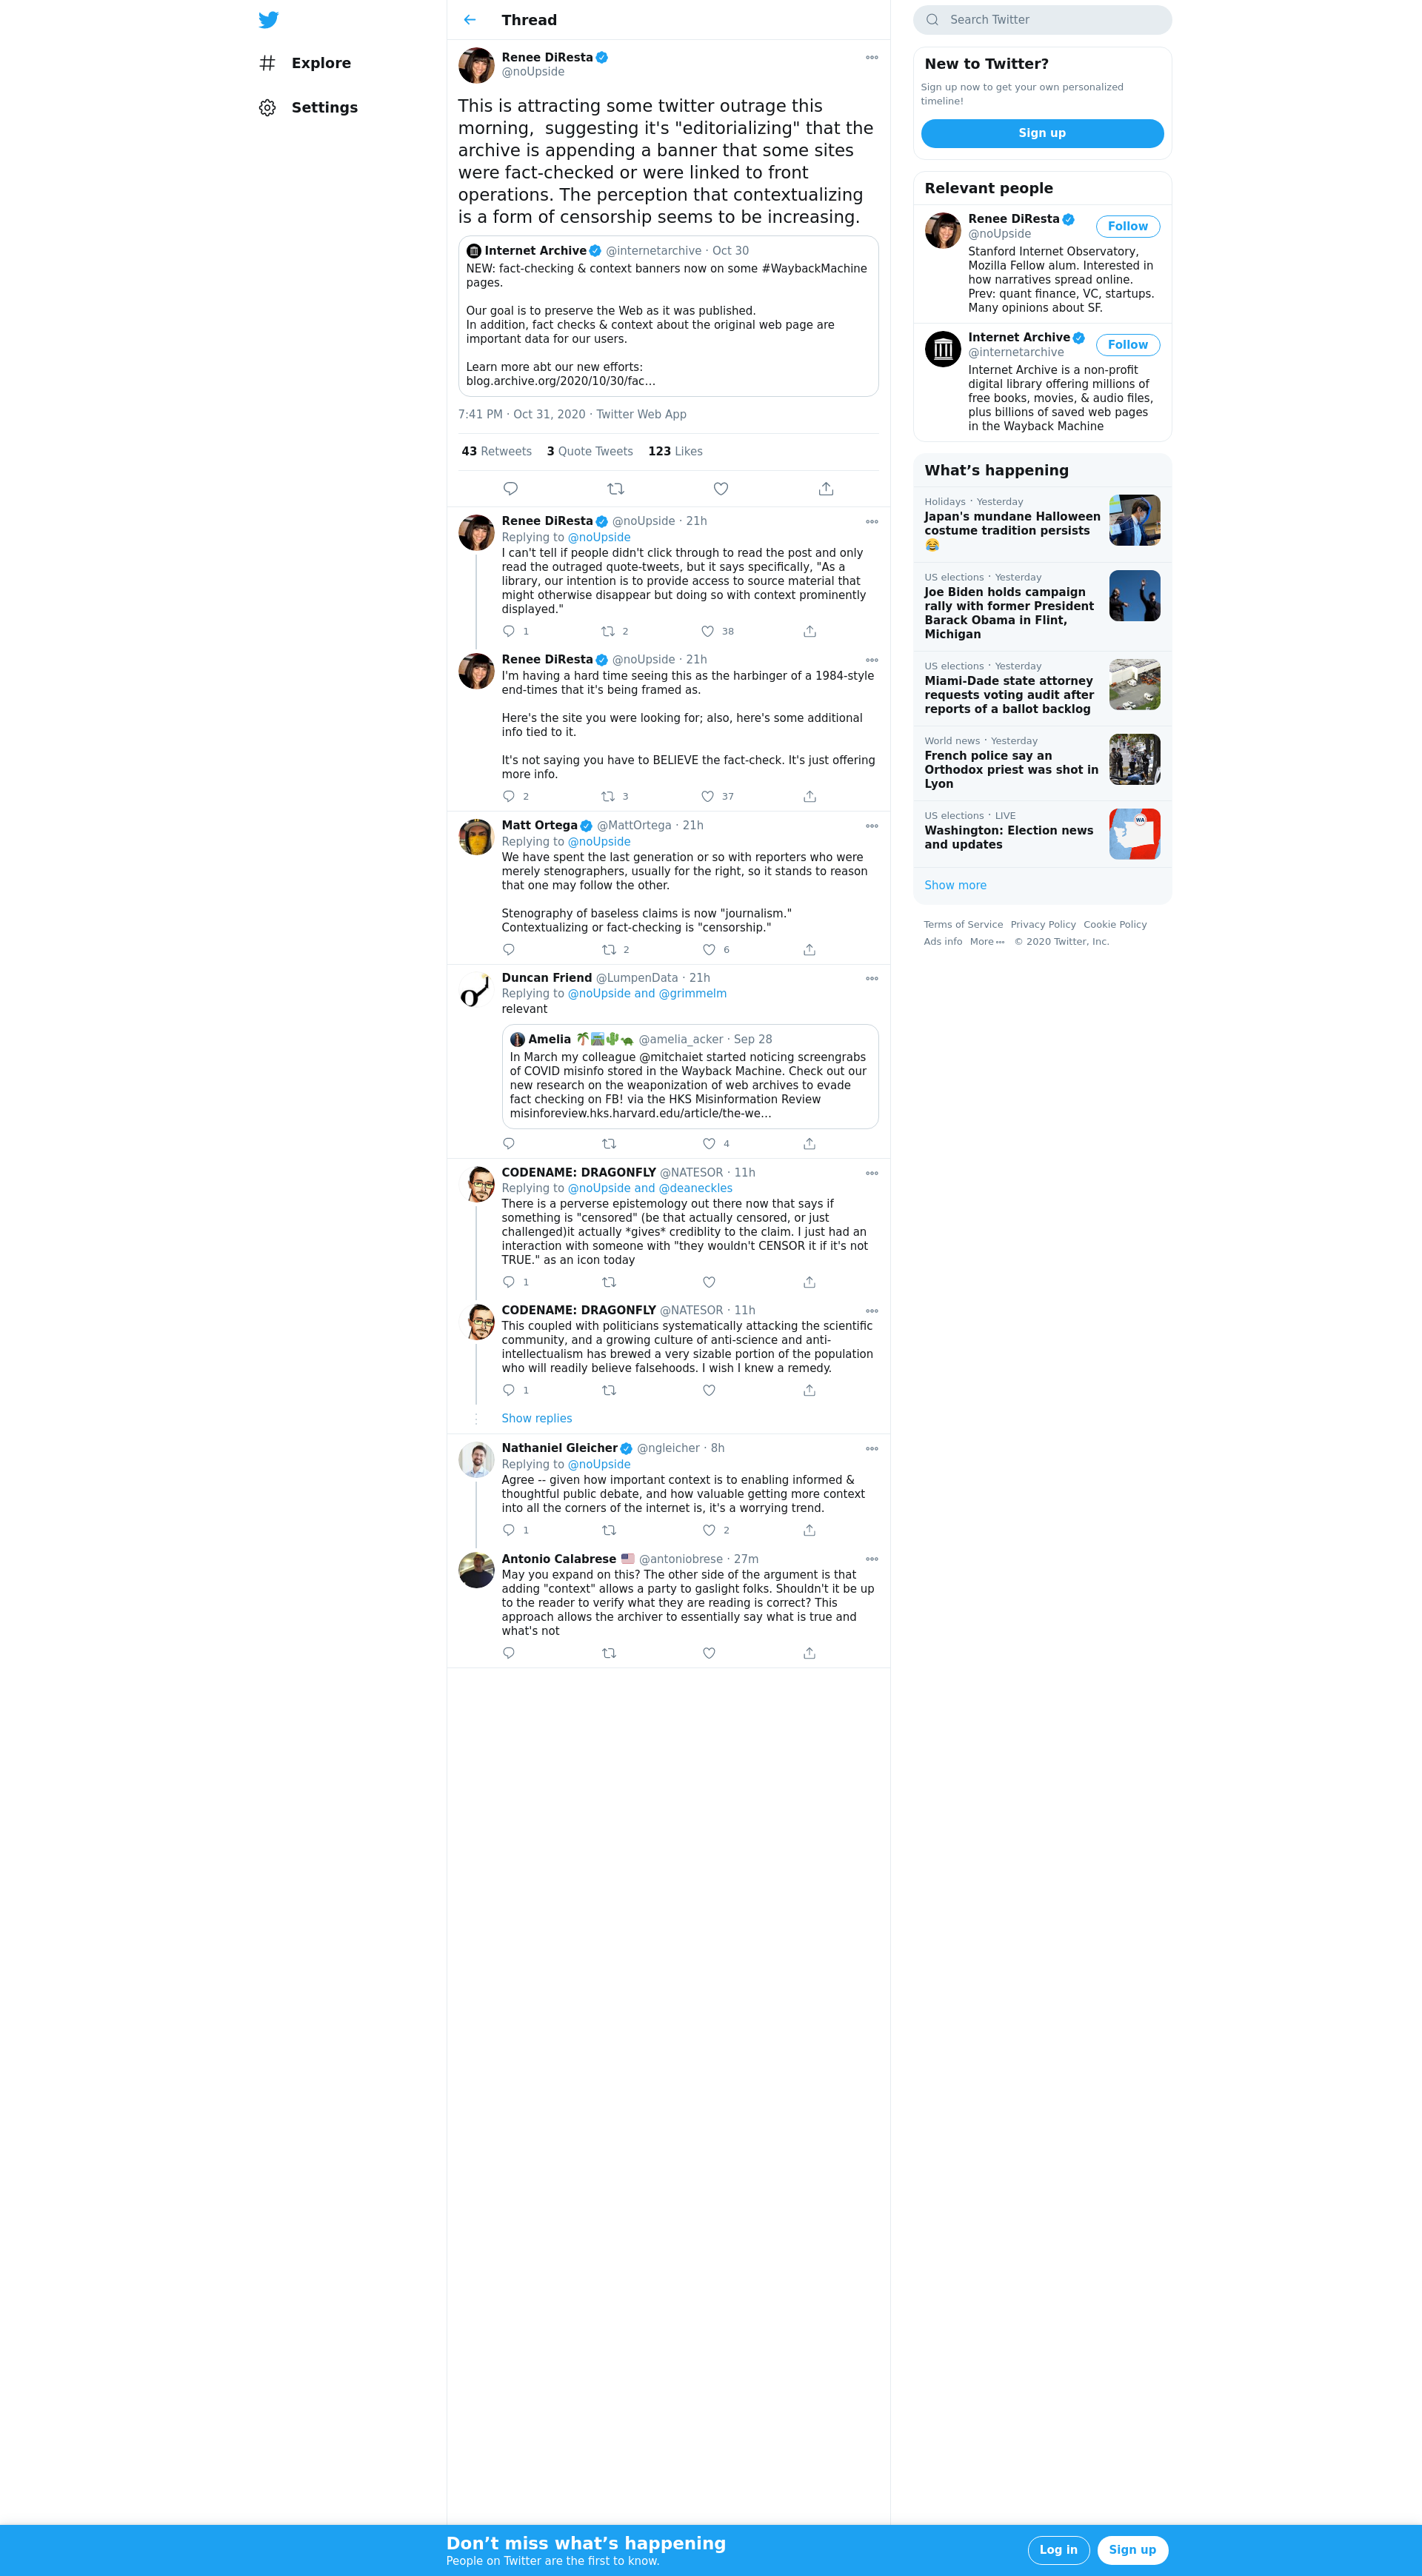 Explore
Settings
Thread
Renee DiResta
@noUpside
This is attracting some twitter outrage this
morning,  suggesting it's "editorializing" that the
archive is appending a banner that some sites
were fact-checked or were linked to front
operations. The perception that contextualizing
is a form of censorship seems to be increasing.
Internet Archive @internetarchive · Oct 30
NEW: fact-checking & context banners now on some #WaybackMachine
pages.
Our goal is to preserve the Web as it was published.
In addition, fact checks & context about the original web page are
important data for our users.
Learn more abt our new efforts:
blog.archive.org/2020/10/30/fac…
7:41 PM · Oct 31, 2020 · Twitter Web App
43 Retweets 3 Quote Tweets 123 Likes
Renee DiResta @noUpside · 21h
Replying to @noUpside
I can't tell if people didn't click through to read the post and only
read the outraged quote-tweets, but it says specifically, "As a
library, our intention is to provide access to source material that
might otherwise disappear but doing so with context prominently
displayed."
1 2 38
Renee DiResta @noUpside · 21h
I'm having a hard time seeing this as the harbinger of a 1984-style
end-times that it's being framed as.
Here's the site you were looking for; also, here's some additional
info tied to it.
It's not saying you have to BELIEVE the fact-check. It's just offering
more info.
2 3 37
Matt Ortega @MattOrtega · 21h
Replying to @noUpside
We have spent the last generation or so with reporters who were
merely stenographers, usually for the right, so it stands to reason
that one may follow the other.
Stenography of baseless claims is now "journalism."
Contextualizing or fact-checking is "censorship."
2 6
Duncan Friend @LumpenData · 21h
Replying to @noUpside and @grimmelm
relevant
Amelia 🌴🏞️🌵🐢 @amelia_acker · Sep 28
In March my colleague @mitchaiet started noticing screengrabs
of COVID misinfo stored in the Wayback Machine. Check out our
new research on the weaponization of web archives to evade
fact checking on FB! via the HKS Misinformation Review
misinforeview.hks.harvard.edu/article/the-we…
4
CODENAME: DRAGONFLY @NATESOR · 11h
Replying to @noUpside and @deaneckles
There is a perverse epistemology out there now that says if
something is "censored" (be that actually censored, or just
challenged)it actually *gives* crediblity to the claim. I just had an
interaction with someone with "they wouldn't CENSOR it if it's not
TRUE." as an icon today
1
CODENAME: DRAGONFLY @NATESOR · 11h
This coupled with politicians systematically attacking the scientific
community, and a growing culture of anti-science and anti-
intellectualism has brewed a very sizable portion of the population
who will readily believe falsehoods. I wish I knew a remedy.
1
Show replies
Nathaniel Gleicher @ngleicher · 8h
Replying to @noUpside
Agree -- given how important context is to enabling informed &
thoughtful public debate, and how valuable getting more context
into all the corners of the internet is, it's a worrying trend.
1 2
Antonio Calabrese 🇺🇸 @antoniobrese · 27m
May you expand on this? The other side of the argument is that
adding "context" allows a party to gaslight folks. Shouldn't it be up
to the reader to verify what they are reading is correct? This
approach allows the archiver to essentially say what is true and
what's not
Search Twitter
New to Twitter?
Sign up now to get your own personalized
timeline!
Sign up
Relevant people
Renee DiResta
@noUpside
Follow
Stanford Internet Observatory,
Mozilla Fellow alum. Interested in
how narratives spread online.
Prev: quant finance, VC, startups.
Many opinions about SF.
Internet Archive
@internetarchive
Follow
Internet Archive is a non-profit
digital library offering millions of
free books, movies, & audio files,
plus billions of saved web pages
in the Wayback Machine
What’s happening
Holidays · Yesterday
Japan's mundane Halloween
costume tradition persists
😂
US elections · Yesterday
Joe Biden holds campaign
rally with former President
Barack Obama in Flint,
Michigan
US elections · Yesterday
Miami-Dade state attorney
requests voting audit after
reports of a ballot backlog
World news · Yesterday
French police say an
Orthodox priest was shot in
Lyon
US elections · LIVE
Washington: Election news
and updates
WA
Show more
Terms of Service Privacy Policy Cookie Policy
Ads info More © 2020 Twitter, Inc.
Don’t miss what’s happening
People on Twitter are the first to know.
Log in
Sign up